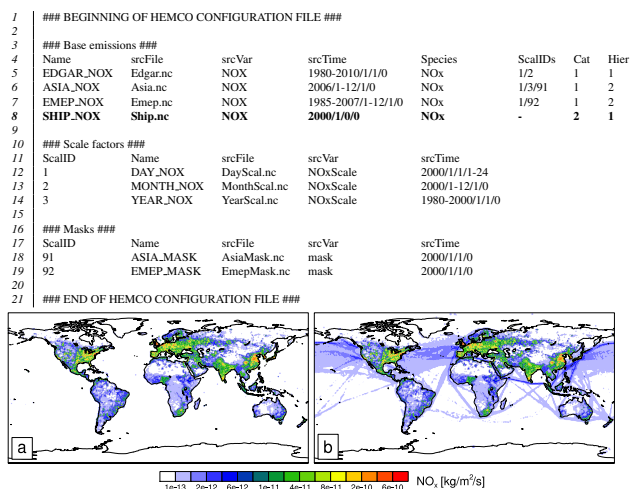 1 ### BEGINNING OF HEMCO CONFIGURATION FILE ###
2
3 ### Base emissions ###
4 Name srcFile srcVar srcTime Species ScalIDs Cat Hier
5 EDGAR_NOX Edgar.nc NOX 1980-2010/1/1/0 NOx 1/2 1 1
6 ASIA_NOX Asia.nc NOX 2006/1-12/1/0 NOx 1/3/91 1 2
7 EMEP_NOX Emep.nc NOX 1985-2007/1-12/1/0 NOx 1/92 1 2
8 SHIP_NOX Ship.nc NOX 2000/1/0/0 NOx - 2 1
9
10 ### Scale factors ###
11 ScalID Name srcFile srcVar srcTime
12 1 DAY_NOX DayScal.nc NOxScale 2000/1/1/1-24
13 2 MONTH_NOX MonthScal.nc NOxScale 2000/1-12/1/0
14 3 YEAR_NOX YearScal.nc NOxScale 1980-2000/1/1/0
15
16 ### Masks ###
17 ScalID Name srcFile srcVar srcTime
18 91 ASIA_MASK AsiaMask.nc mask 2000/1/1/0
19 92 EMEP_MASK EmepMask.nc mask 2000/1/1/0
20
21 ### END OF HEMCO CONFIGURATION FILE ###
a b
1e-13 2e-12 6e-12 1e-11 4e-11 8e-11 2e-10 6e-10 NOx [kg/m²/s]